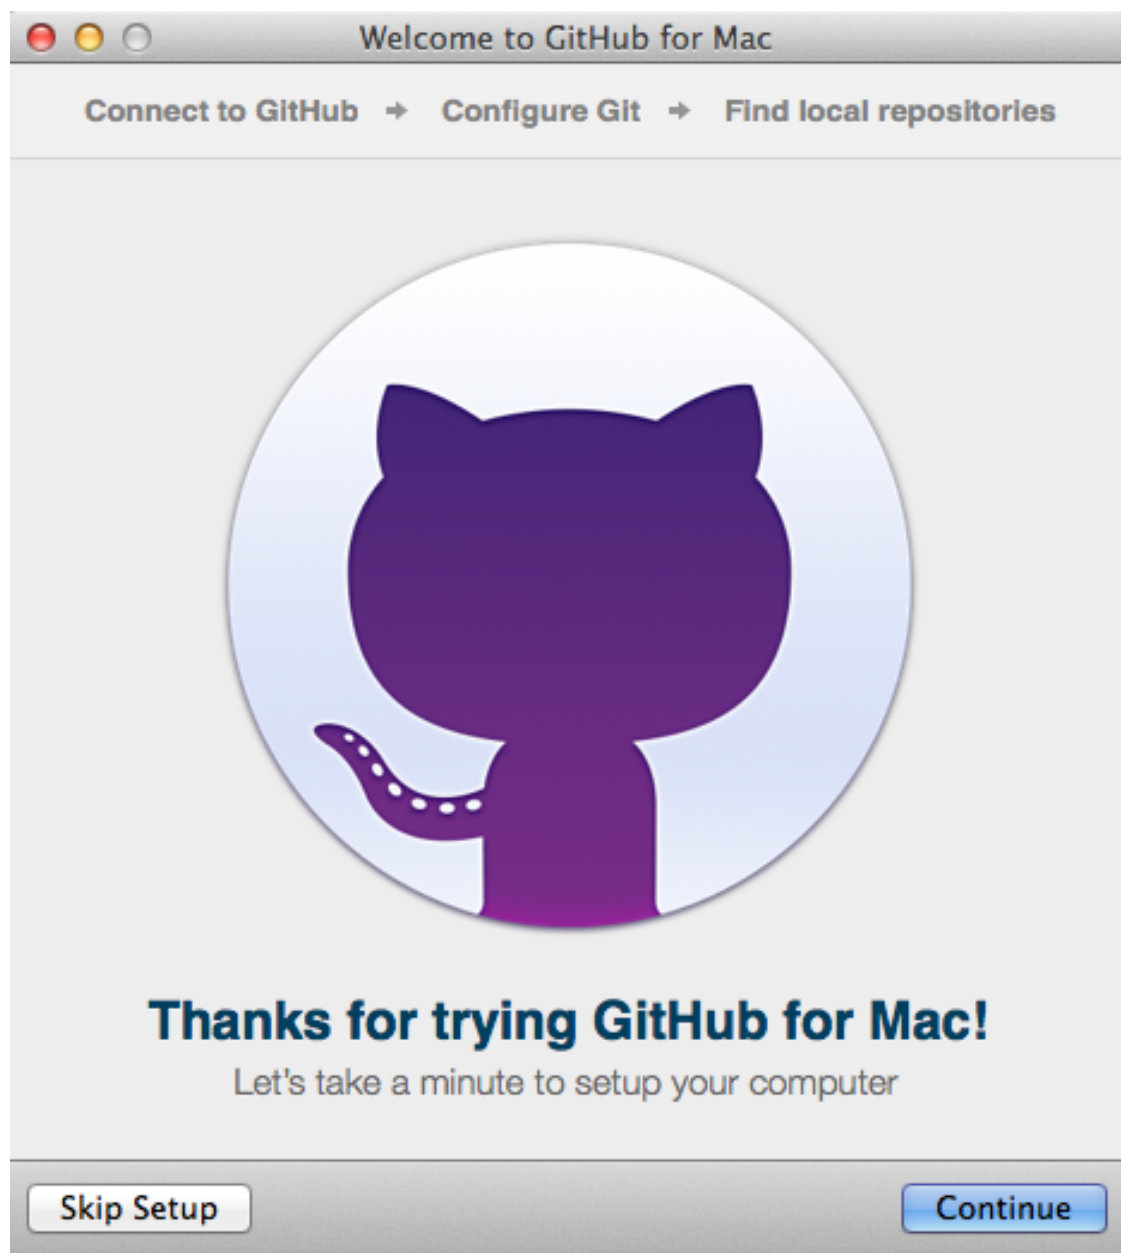 Welcome to GitHub for Mac
Connect to GitHub → Configure Git → Find local repositories
Thanks for trying GitHub for Mac!
Let's take a minute to setup your computer
Skip Setup Continue